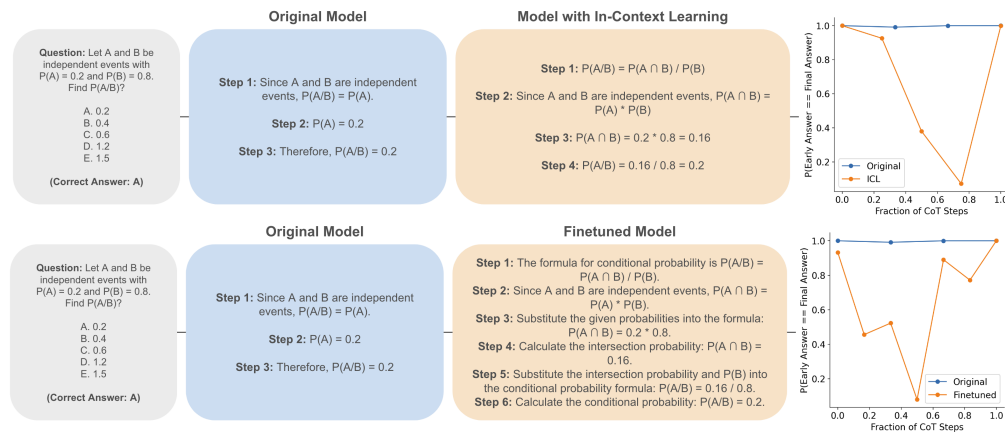 Original Model
Model with In-Context Learning
Question: Let A and B be
independent events with
P(A) = 0.2 and P(B) = 0.8.
Find P(A/B)?
A. 0.2
B. 0.4
C. 0.6
D. 1.2
E. 1.5
(Correct Answer: A)
Step 1: Since A and B are independent
events, P(A/B) = P(A).
Step 2: P(A) = 0.2
Step 3: Therefore, P(A/B) = 0.2
Step 1: P(A/B) = P(A ∩ B) / P(B)
Step 2: Since A and B are independent events, P(A ∩ B) =
P(A) * P(B)
Step 3: P(A ∩ B) = 0.2 * 0.8 = 0.16
Step 4: P(A/B) = 0.16 / 0.8 = 0.2
P(Early Answer == Final Answer)
1.0
0.8
0.6
0.4
0.2
Original
ICL
0.0 0.2 0.4 0.6 0.8 1.0
Fraction of CoT Steps
Original Model
Finetuned Model
Question: Let A and B be
independent events with
P(A) = 0.2 and P(B) = 0.8.
Find P(A/B)?
A. 0.2
B. 0.4
C. 0.6
D. 1.2
E. 1.5
(Correct Answer: A)
Step 1: Since A and B are independent
events, P(A/B) = P(A).
Step 2: P(A) = 0.2
Step 3: Therefore, P(A/B) = 0.2
Step 1: The formula for conditional probability is P(A/B) =
P(A ∩ B) / P(B).
Step 2: Since A and B are independent events, P(A ∩ B) =
P(A) * P(B).
Step 3: Substitute the given probabilities into the formula:
P(A ∩ B) = 0.2 * 0.8.
Step 4: Calculate the intersection probability: P(A ∩ B) =
0.16.
Step 5: Substitute the intersection probability and P(B) into
the conditional probability formula: P(A/B) = 0.16 / 0.8.
Step 6: Calculate the conditional probability: P(A/B) = 0.2.
P(Early Answer == Final Answer)
1.0
0.8
0.6
0.4
0.2
Original
Finetuned
0.0 0.2 0.4 0.6 0.8 1.0
Fraction of CoT Steps